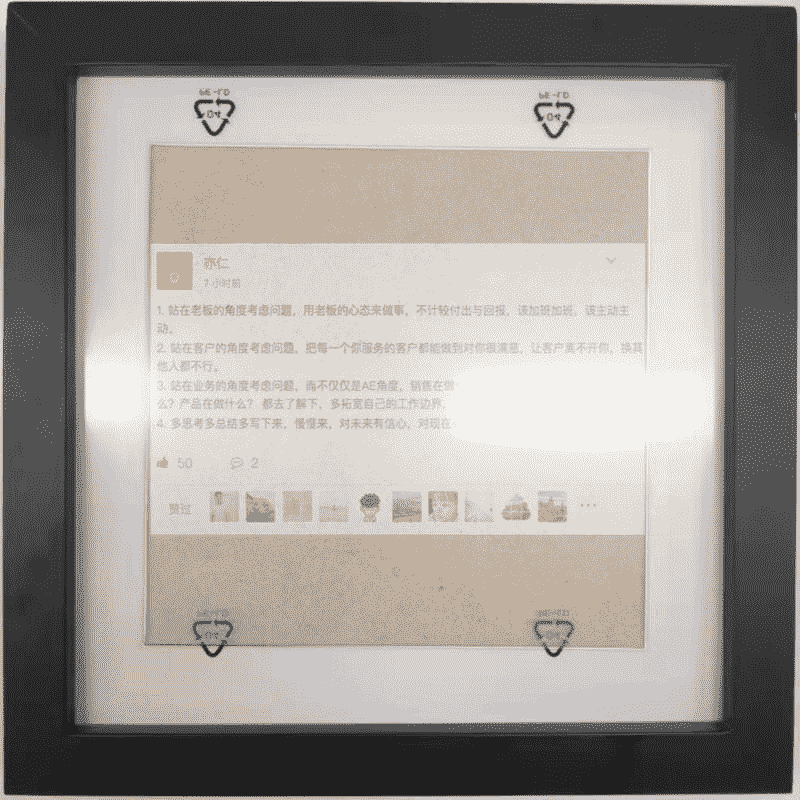 亦仁
7小时前
1. 站在老板的角度考虑问题，用老板的心态来做事，不计较付出与回报，该加班加班，该主动主
动。
2. 站在客户的角度考虑问题，把每一个你服务的客户都能做到对你很满意，让客户离不开你，换其
他人都不行。
3. 站在业务的角度考虑问题，而不仅仅是AE角度，销售在做
么？产品在做什么？ 都去了解下，多拓宽自己的工作边界，
4. 多思考多总结多写下来，慢慢来，对未来有信心，对现在
50 2
赞过